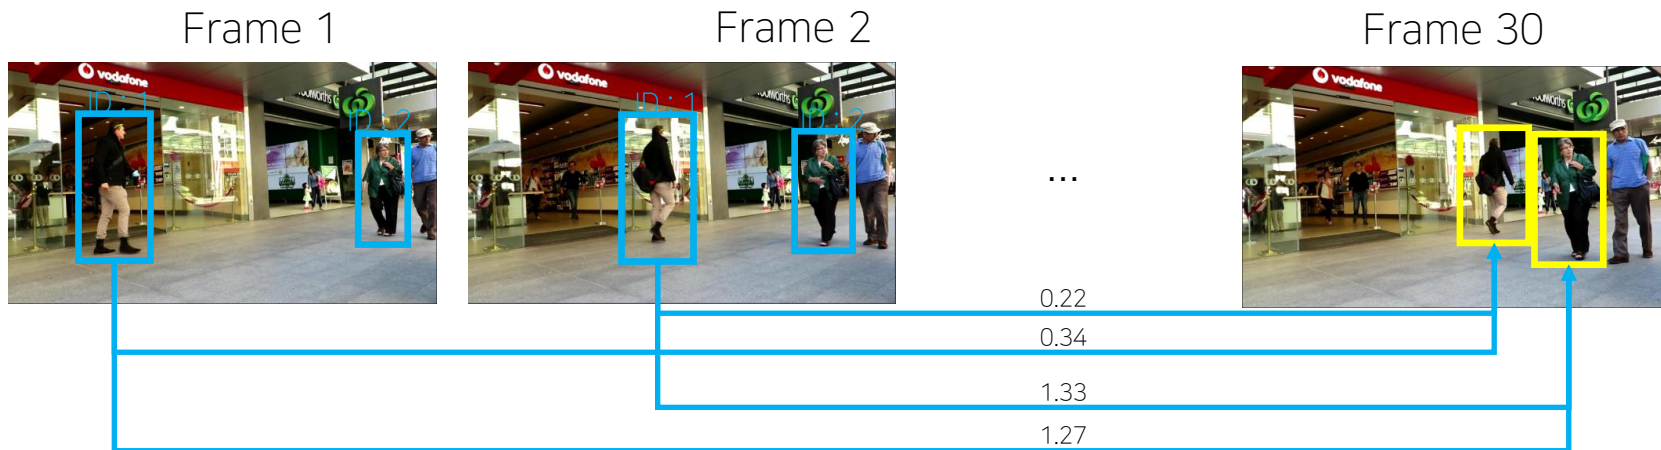 Frame 1
Frame 2
Frame 30
vodafone
ID : 1
ID : 2
vodafone
ID : 1
ID : 2
...
vodafone
0.22
0.34
1.33
1.27